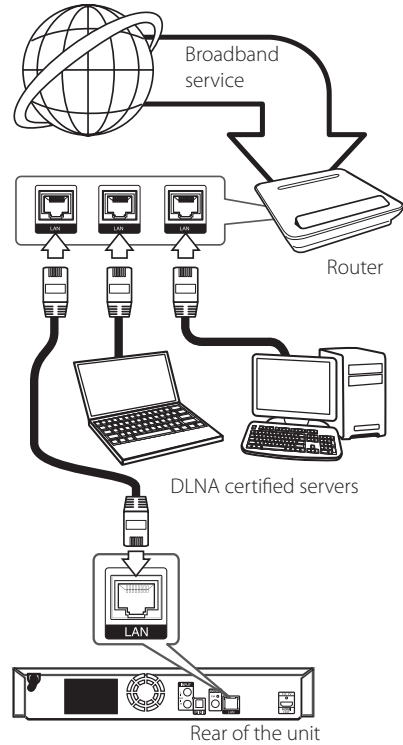 Broadband
service
LAN
LAN
LAN
Router
DLNA certified servers
LAN
Rear of the unit